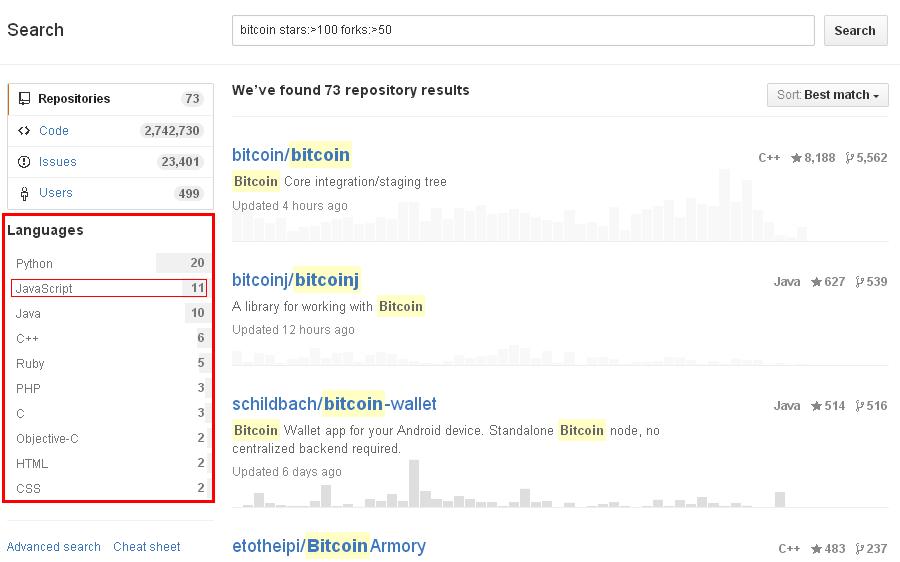 Search
bitcoin stars:>100 forks:>50
Search
Repositories 73
Code 2,742,730
Issues 23,401
Users 499
Languages
Python 20
JavaScript 11
Java 10
C++ 6
Ruby 5
PHP 3
C 3
Objective-C 2
HTML 2
CSS 2
Advanced search Cheat sheet
We've found 73 repository results
Sort: Best match
bitcoin/bitcoin
C++ 8,188 5,562
Bitcoin Core integration/staging tree
Updated 4 hours ago
bitcoinj/bitcoinj
Java 627 539
A library for working with Bitcoin
Updated 12 hours ago
schildbach/bitcoin-wallet
Java 514 516
Bitcoin Wallet app for your Android device. Standalone Bitcoin node, no
centralized backend required.
Updated 6 days ago
etotheipi/BitcoinArmory
C++ 483 237